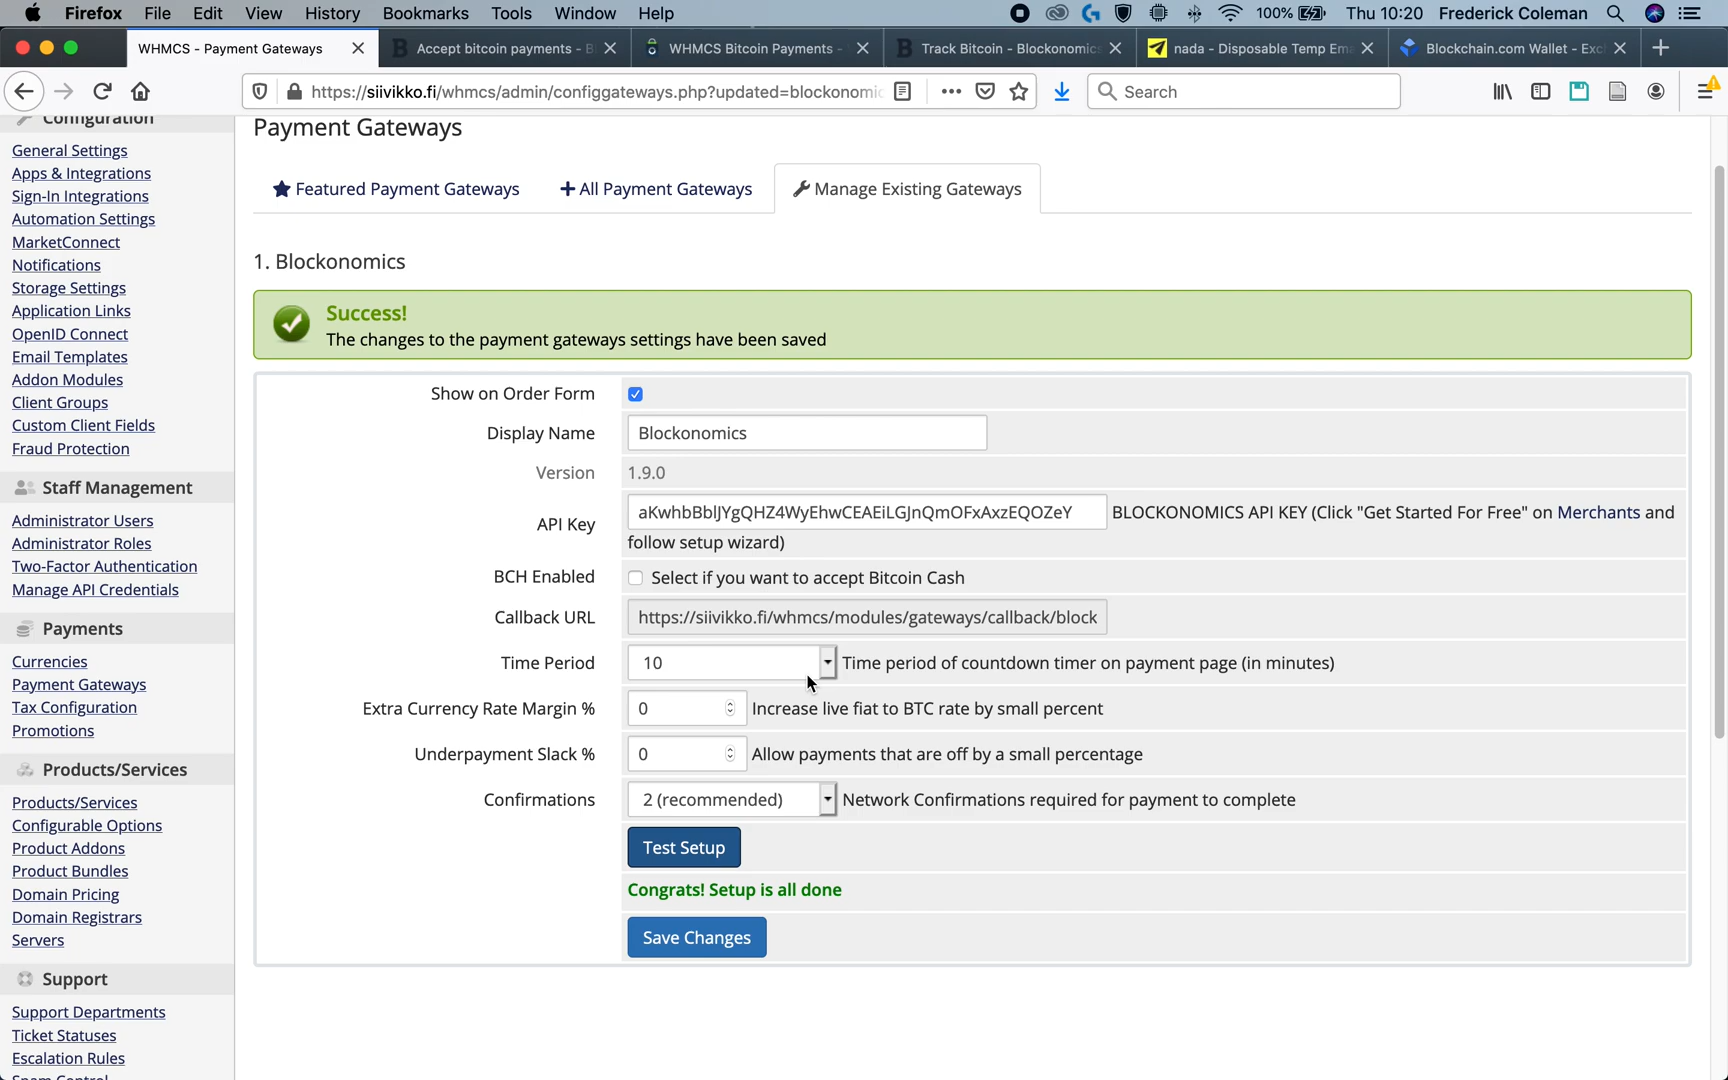 Firefox File Edit View History Bookmarks Tools Window Help 100% Thu 10:20 Frederick Coleman
WHMCS - Payment Gateways
Accept bitcoin payments - B
WHMCS Bitcoin Payments -
Track Bitcoin - Blockonomics
nada - Disposable Temp Em
Blockchain.com Wallet - Exc
https://siivikko.fi/whmcs/admin/configgateways.php?updated=blockonomic
Search
Configuration
General Settings
Apps & Integrations
Sign-In Integrations
Automation Settings
MarketConnect
Notifications
Storage Settings
Application Links
OpenID Connect
Email Templates
Addon Modules
Client Groups
Custom Client Fields
Fraud Protection
Staff Management
Administrator Users
Administrator Roles
Two-Factor Authentication
Manage API Credentials
Payments
Currencies
Payment Gateways
Tax Configuration
Promotions
Products/Services
Products/Services
Configurable Options
Product Addons
Product Bundles
Domain Pricing
Domain Registrars
Servers
Support
Support Departments
Ticket Statuses
Escalation Rules
Spam Control
Payment Gateways
Featured Payment Gateways
+ All Payment Gateways
Manage Existing Gateways
1. Blockonomics
Success!
The changes to the payment gateways settings have been saved
Show on Order Form
Display Name Blockonomics
Version 1.9.0
API Key aKwhbBblJYgQHZ4WyEhwCEAEiLGJnQmOFxAxzEQOZeY BLOCKONOMICS API KEY (Click "Get Started For Free" on Merchants and
follow setup wizard)
BCH Enabled Select if you want to accept Bitcoin Cash
Callback URL https://siivikko.fi/whmcs/modules/gateways/callback/block
Time Period 10 Time period of countdown timer on payment page (in minutes)
Extra Currency Rate Margin % 0 Increase live fiat to BTC rate by small percent
Underpayment Slack % 0 Allow payments that are off by a small percentage
Confirmations 2 (recommended) Network Confirmations required for payment to complete
Test Setup
Congrats! Setup is all done
Save Changes